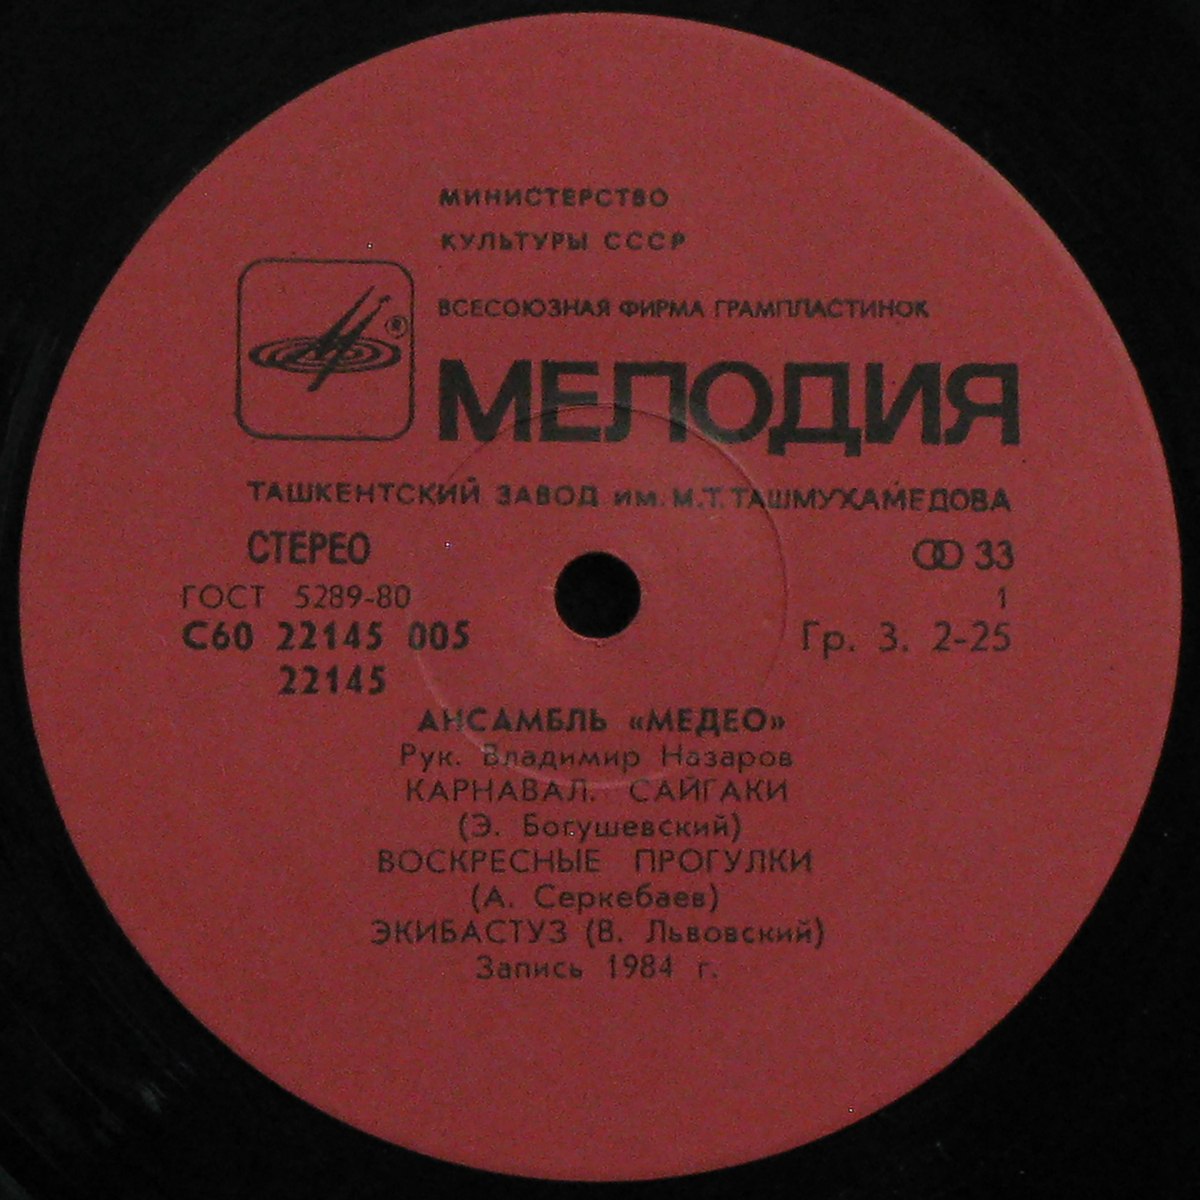 МИНИСТЕРСТВО
КУЛЬТУРЫ СССР
ВСЕСОЮЗНАЯ ФИРМА ГРАМПЛАСТИНОК
®
МЕЛОДИЯ
ТАШКЕНТСКИЙ ЗАВОД им. М.Т. ТАШМУХАМЕДОВА
СТЕРЕО 33
ГОСТ 5289-80 1
С60 22145 005 Гр. 3. 2-25
22145
АНСАМБЛЬ «МЕДЕО»
Рук. Владимир Назаров
КАРНАВАЛ. САЙГАКИ
(Э. Богушевский)
ВОСКРЕСНЫЕ ПРОГУЛКИ
(А. Серкебаев)
ЭКИБАСТУЗ (В. Львовский)
Запись 1984 г.